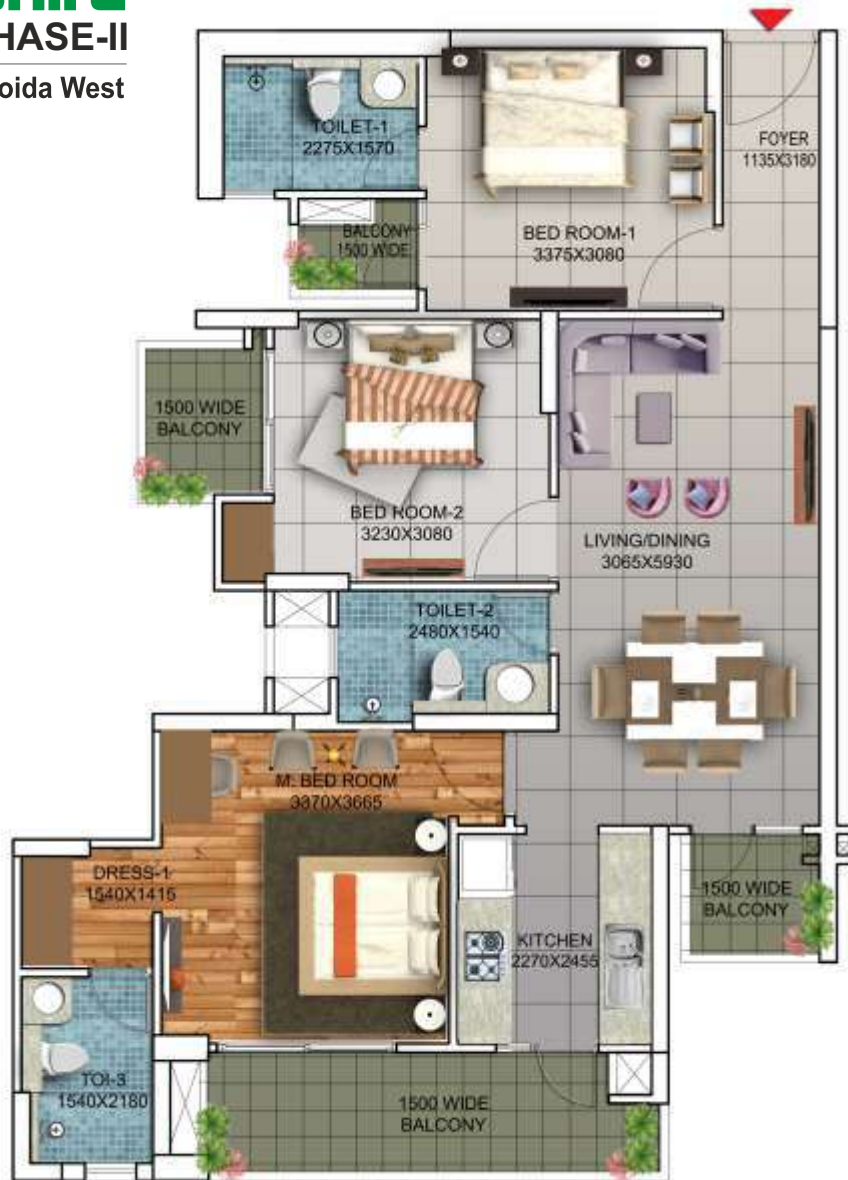 PHASE-II
Noida West
TOILET-1
2275X1570
FOYER
1135X3180
BALCONY
1500 WIDE
BED ROOM-1
3375X3080
1500 WIDE
BALCONY
BED ROOM-2
3230X3080
LIVING/DINING
3065X5930
TOILET-2
2480X1540
M. BED ROOM
3370X3665
DRESS-1
1540X1415
1500 WIDE
BALCONY
KITCHEN
2270X2455
TOI-3
1540X2180
1500 WIDE
BALCONY